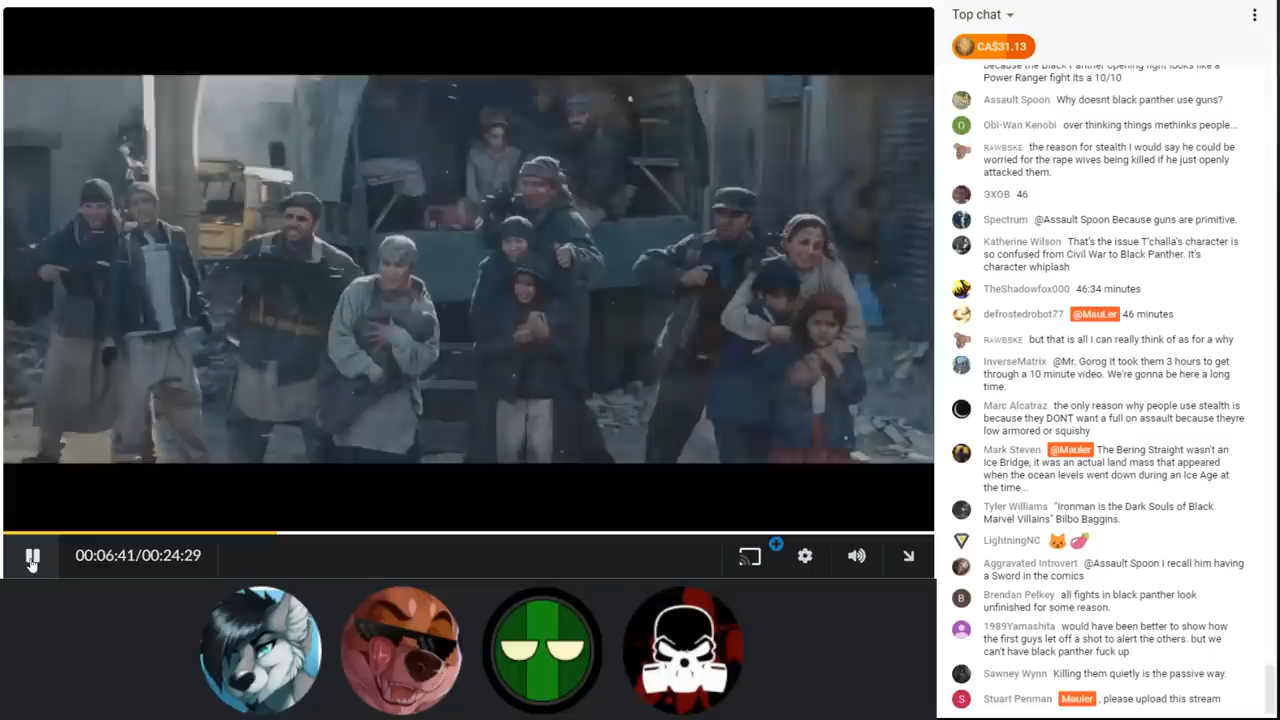 Top chat
CA$31.13
because the Black Panther opening fight looks like a
Power Ranger fight its a 10/10
Assault Spoon Why doesnt black panther use guns?
O
Obi-Wan Kenobi over thinking things methinks people...
RAWBSKE the reason for stealth I would say he could be
worried for the rape wives being killed if he just openly
attacked them.
ЭХОВ 46
Spectrum @Assault Spoon Because guns are primitive.
Katherine Wilson That's the issue T'challa's character is
so confused from Civil War to Black Panther. It's
character whiplash
TheShadowfox000 46:34 minutes
defrostedrobot77 @MauLer 46 minutes
RAWBSKE but that is all I can really think of as for a why
InverseMatrix @Mr. Gorog It took them 3 hours to get
through a 10 minute video. We're gonna be here a long
time.
Marc Alcatraz the only reason why people use stealth is
because they DONT want a full on assault because theyre
low armored or squishy
Mark Steven @Mauler The Bering Straight wasn't an
Ice Bridge, it was an actual land mass that appeared
when the ocean levels went down during an Ice Age at
the time...
Tyler Williams "Ironman is the Dark Souls of Black
Marvel Villains" Bilbo Baggins.
LightningNC
Aggravated Introvert @Assault Spoon I recall him having
a Sword in the comics
B
Brendan Pelkey all fights in black panther look
unfinished for some reason.
1989Yamashita would have been better to show how
the first guys let off a shot to alert the others. but we
can't have black panther fuck up
Sawney Wynn Killing them quietly is the passive way.
S
Stuart Penman Mauler , please upload this stream
00:06:41/00:24:29